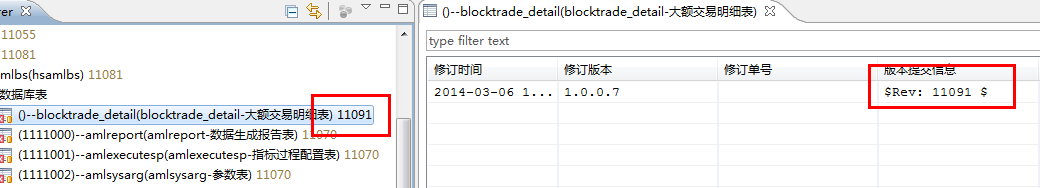 rer
11055
11081
mlbs(hsamlbs) 11081
数据库表
()--blocktrade_detail(blocktrade_detail-大额交易明细表) 11091
(1111000)--amlreport(amlreport-数据生成报告表) 11070
(1111001)--amlexecutesp(amlexecutesp-指标过程配置表) 11070
(1111002)--amlsysarg(amlsysarg-参数表) 11070
()--blocktrade_detail(blocktrade_detail-大额交易明细表)
type filter text
修订时间 修订版本 修订单号 版本提交信息
2014-03-06 1... 1.0.0.7 $Rev: 11091 $